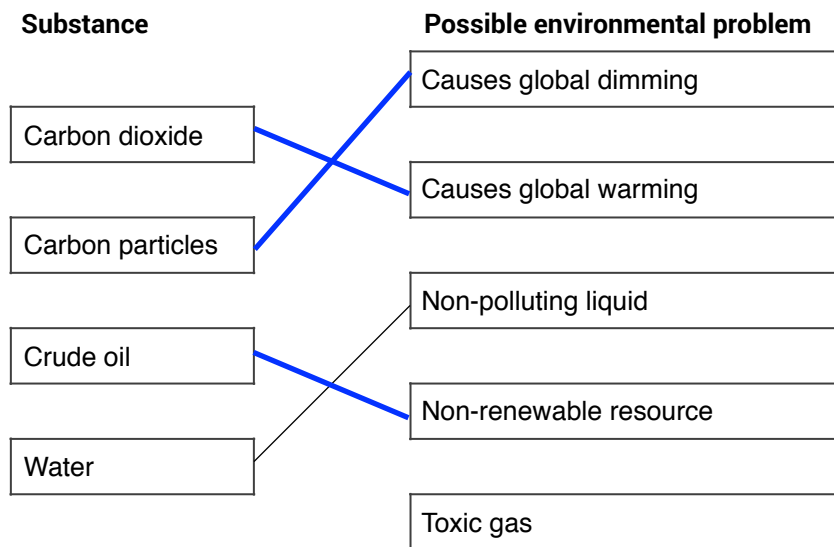 Substance
Possible environmental problem
Carbon dioxide
Carbon particles
Crude oil
Water
Causes global dimming
Causes global warming
Non-polluting liquid
Non-renewable resource
Toxic gas